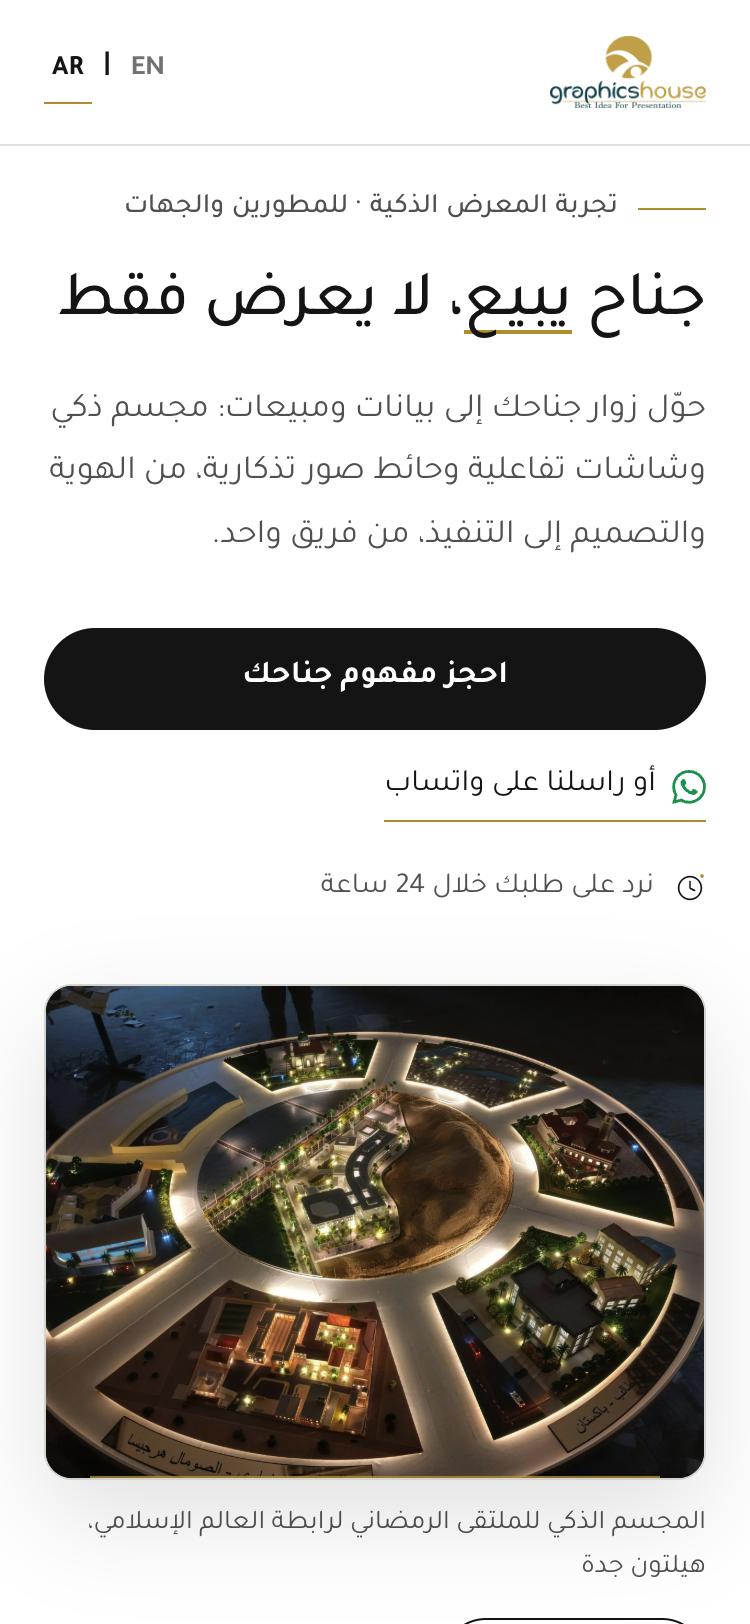 AR | EN
graphicshouse
Best Idea For Presentation
تجربة المعرض الذكية · للمطورين والجهات
جناح يبيع، لا يعرض فقط
حوّل زوار جناحك إلى بيانات ومبيعات: مجسم ذكي
وشاشات تفاعلية وحائط صور تذكارية، من الهوية
والتصميم إلى التنفيذ، من فريق واحد.
احجز مفهوم جناحك
أو راسلنا على واتساب
نرد على طلبك خلال 24 ساعة
باكستان
الصومال هرجيسا
المجسم الذكي للملتقى الرمضاني لرابطة العالم الإسلامي،
هيلتون جدة